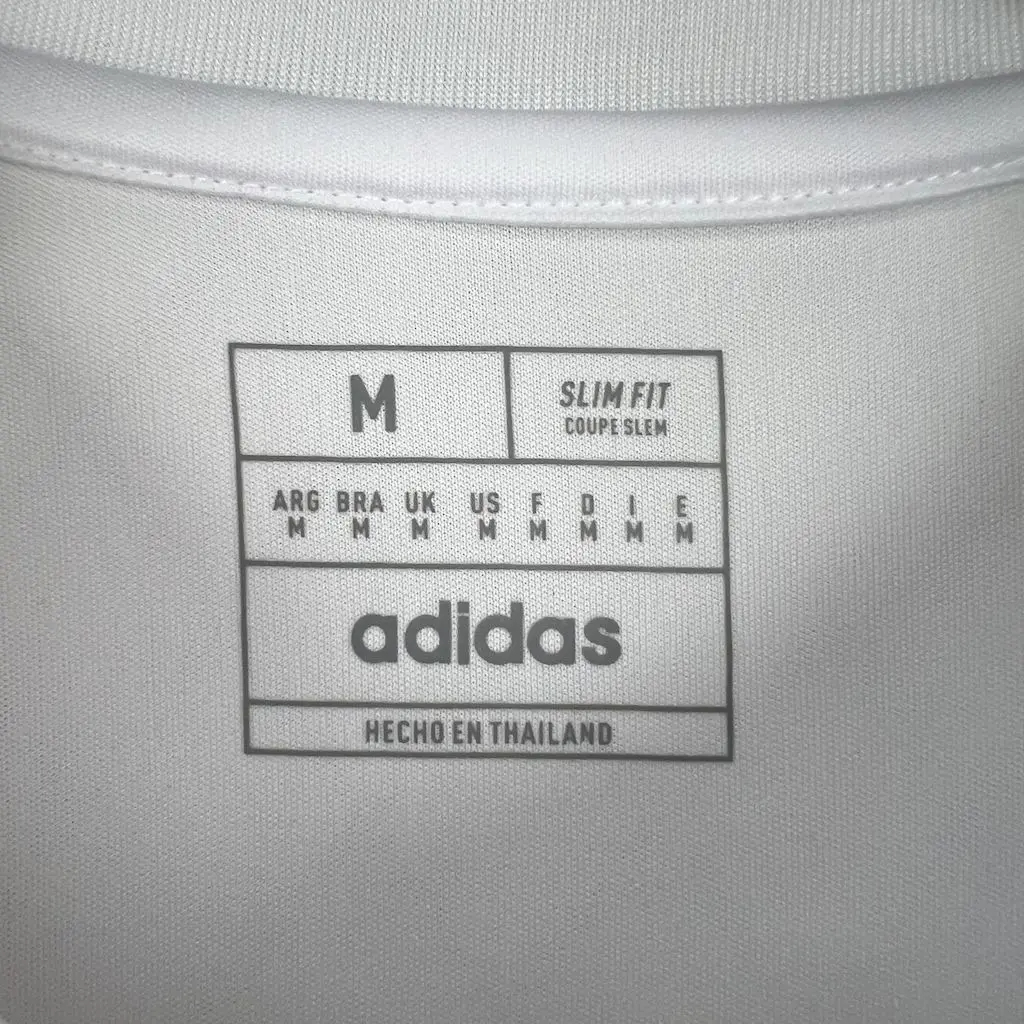 M
SLIM FIT
COUPE SLEM
ARG BRA UK US F D I E
M M M M M M M M
adidas
HECHO EN THAILAND